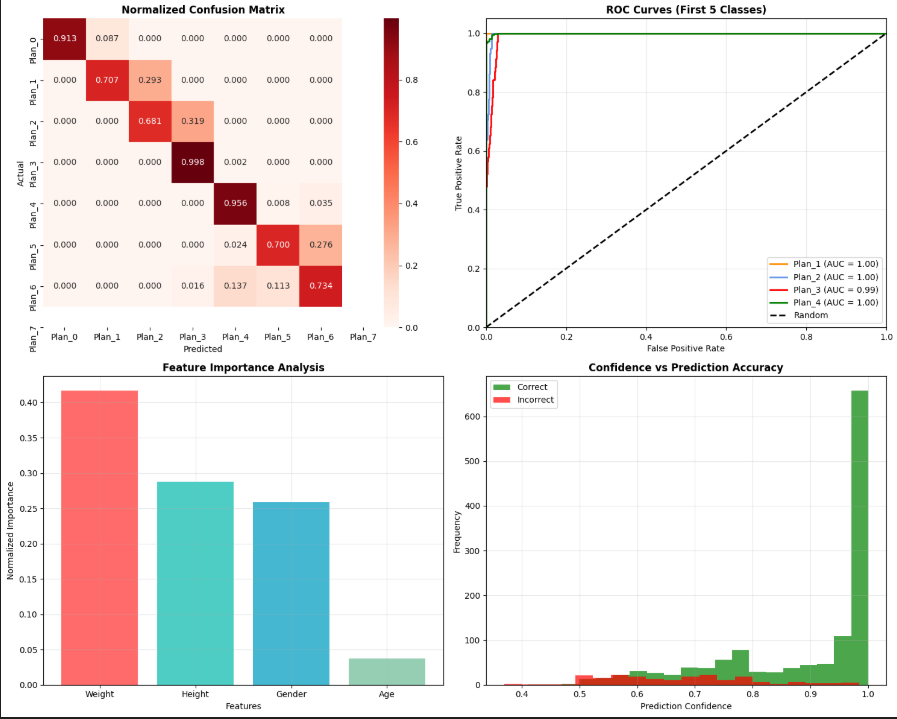 Normalized Confusion Matrix
Plan_0
0.913 0.087 0.000 0.000 0.000 0.000 0.000
Plan_1
0.000 0.707 0.293 0.000 0.000 0.000 0.000
Plan_2
0.000 0.000 0.681 0.319 0.000 0.000 0.000
Plan_3
0.000 0.000 0.000 0.998 0.002 0.000 0.000
Plan_4
0.000 0.000 0.000 0.000 0.956 0.008 0.035
Plan_5
0.000 0.000 0.000 0.000 0.024 0.700 0.276
Plan_6
0.000 0.000 0.000 0.016 0.137 0.113 0.734
Plan_7
Actual
Plan_0 Plan_1 Plan_2 Plan_3 Plan_4 Plan_5 Plan_6 Plan_7
Predicted
0.8
0.6
0.4
0.2
0.0
ROC Curves (First 5 Classes)
True Positive Rate
1.0
0.8
0.6
0.4
0.2
0.0
Plan_1 (AUC = 1.00)
Plan_2 (AUC = 1.00)
Plan_3 (AUC = 0.99)
Plan_4 (AUC = 1.00)
Random
0.0 0.2 0.4 0.6 0.8 1.0
False Positive Rate
Feature Importance Analysis
Normalized Importance
0.40
0.35
0.30
0.25
0.20
0.15
0.10
0.05
0.00
Weight Height Gender Age
Features
Confidence vs Prediction Accuracy
Correct
Incorrect
Frequency
600
500
400
300
200
100
0
0.4 0.5 0.6 0.7 0.8 0.9 1.0
Prediction Confidence